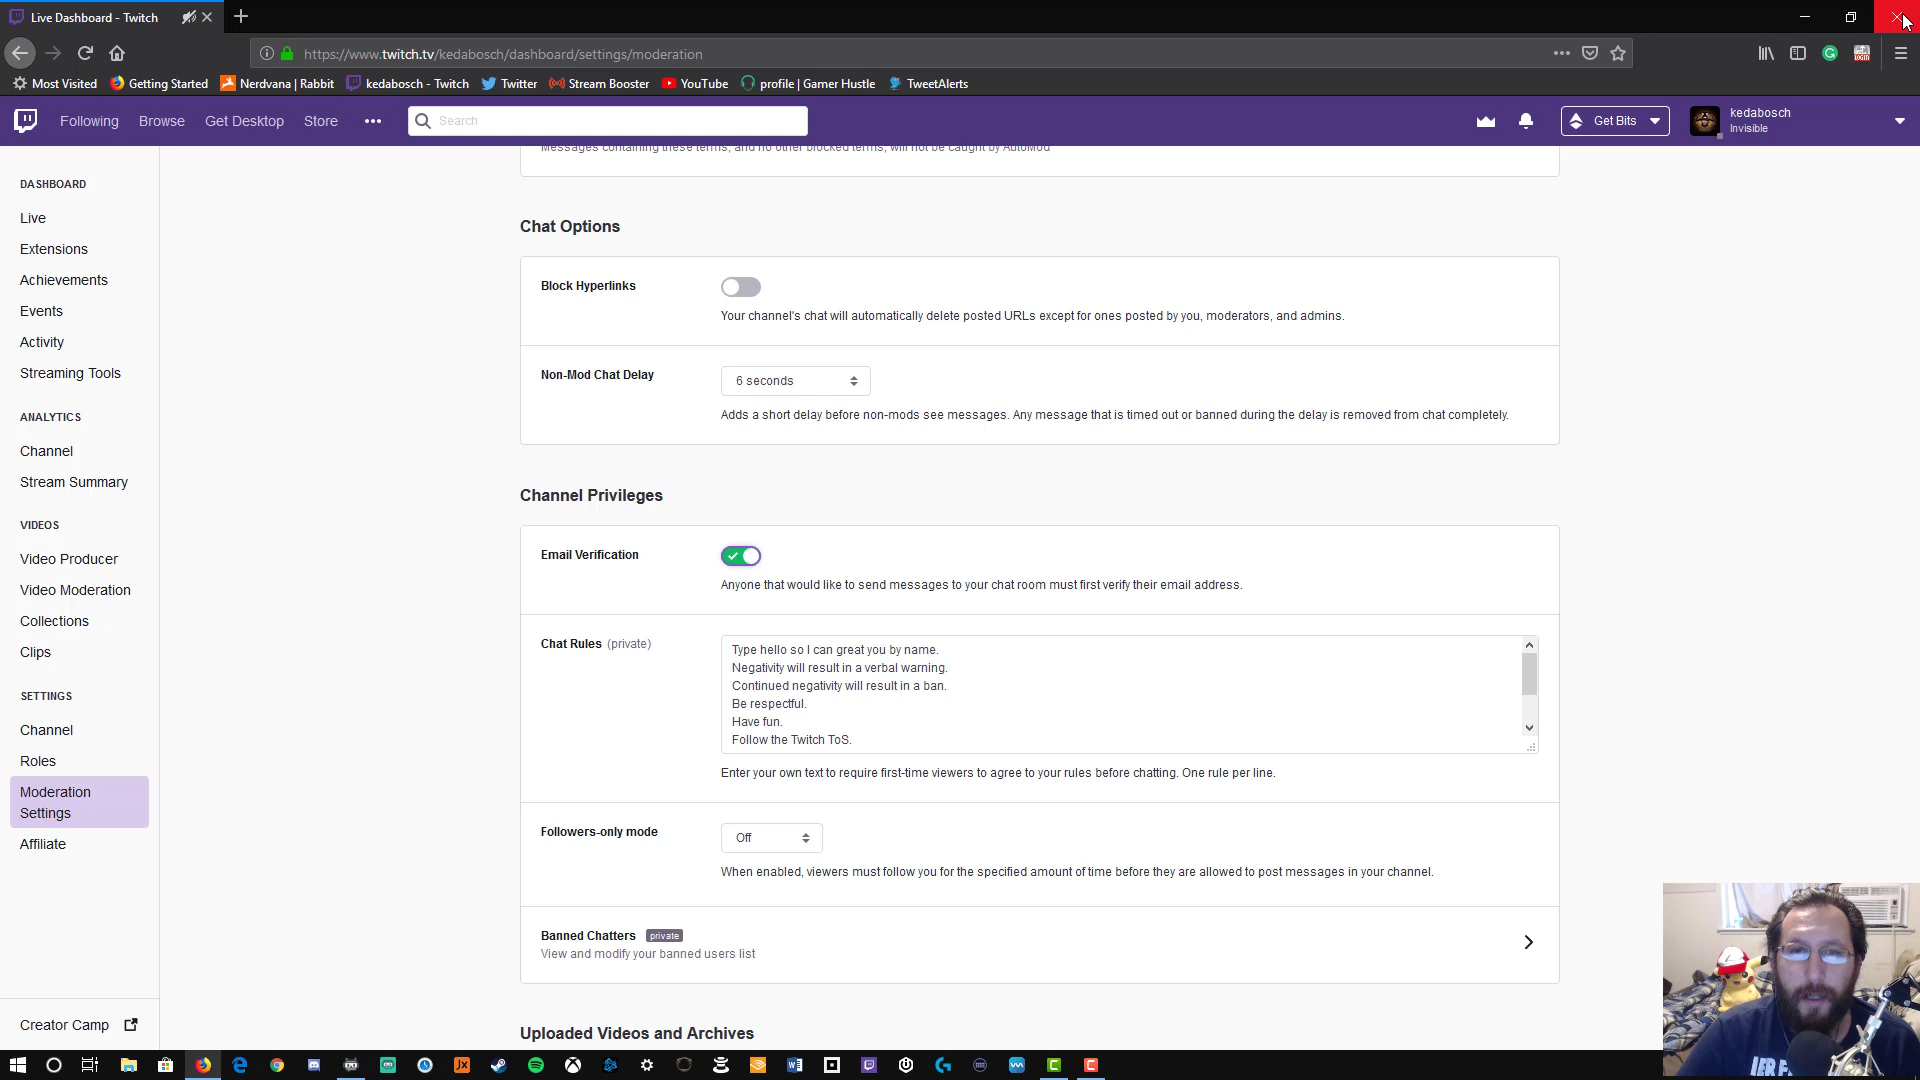 Live Dashboard - Twitch
https://www.twitch.tv/kedabosch/dashboard/settings/moderation
Most Visited Getting Started Nerdvana | Rabbit kedabosch - Twitch Twitter Stream Booster YouTube profile | Gamer Hustle TweetAlerts
Following Browse Get Desktop Store Search Get Bits kedabosch
Invisible
Messages containing these terms, and no other blocked terms, will not be caught by AutoMod
DASHBOARD
Live
Extensions
Achievements
Events
Activity
Streaming Tools
ANALYTICS
Channel
Stream Summary
VIDEOS
Video Producer
Video Moderation
Collections
Clips
SETTINGS
Channel
Roles
Moderation
Settings
Affiliate
Creator Camp
Chat Options
Block Hyperlinks
Your channel's chat will automatically delete posted URLs except for ones posted by you, moderators, and admins.
Non-Mod Chat Delay
6 seconds
Adds a short delay before non-mods see messages. Any message that is timed out or banned during the delay is removed from chat completely.
Channel Privileges
Email Verification
Anyone that would like to send messages to your chat room must first verify their email address.
Chat Rules (private)
Type hello so I can great you by name.
Negativity will result in a verbal warning.
Continued negativity will result in a ban.
Be respectful.
Have fun.
Follow the Twitch ToS.
Enter your own text to require first-time viewers to agree to your rules before chatting. One rule per line.
Followers-only mode
Off
When enabled, viewers must follow you for the specified amount of time before they are allowed to post messages in your channel.
Banned Chatters private
View and modify your banned users list
Uploaded Videos and Archives